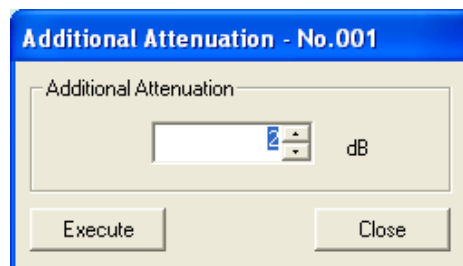 Additional Attenuation - No.001
Additional Attenuation
2 dB
Execute Close